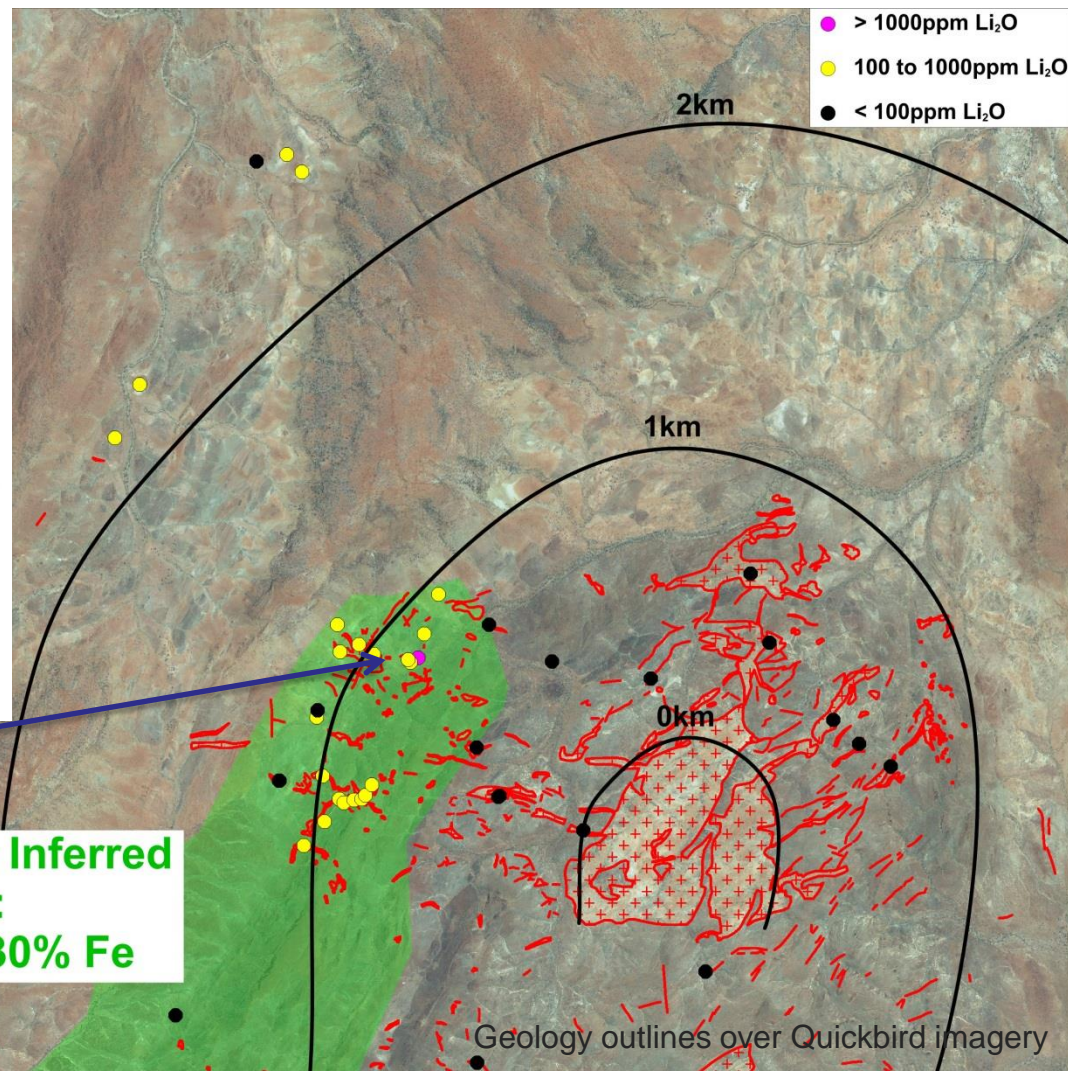 > 1000ppm Li₂O
100 to 1000ppm Li₂O
< 100ppm Li₂O
2km
1km
0km
Inferred
30% Fe
Geology outlines over Quickbird imagery